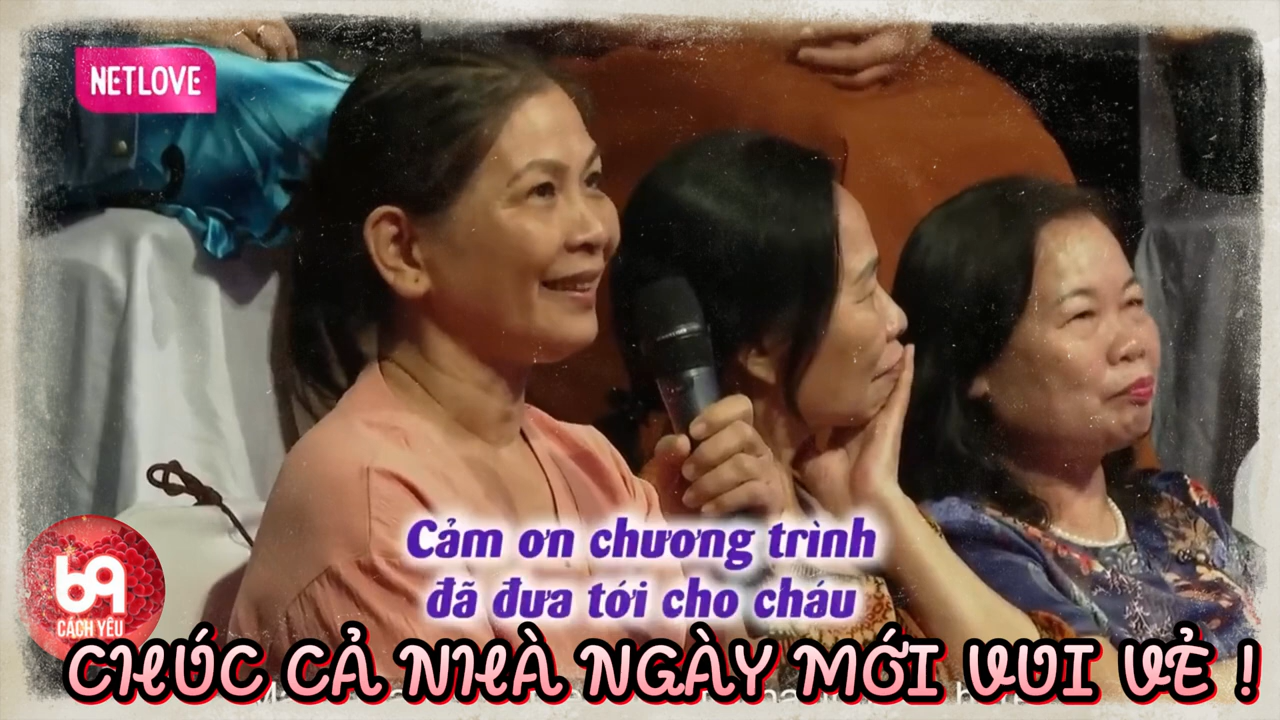 NETLOVE
Cảm ơn chương trình
đã đưa tới cho cháu
69
CÁCH YÊU
CHÚC CẢ NHÀ NGÀY MỚI VUI VẺ !